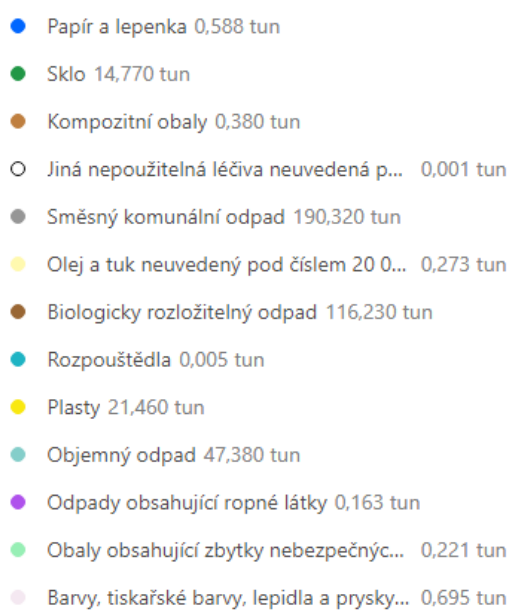 Papír a lepenka 0,588 tun
Sklo 14,770 tun
Kompozitní obaly 0,380 tun
Jiná nepoužitelná léčiva neuvedená p... 0,001 tun
Směsný komunální odpad 190,320 tun
Olej a tuk neuvedený pod číslem 20 0... 0,273 tun
Biologicky rozložitelný odpad 116,230 tun
Rozpouštědla 0,005 tun
Plasty 21,460 tun
Objemný odpad 47,380 tun
Odpady obsahující ropné látky 0,163 tun
Obaly obsahující zbytky nebezpečnýc... 0,221 tun
Barvy, tiskařské barvy, lepidla a prysky... 0,695 tun